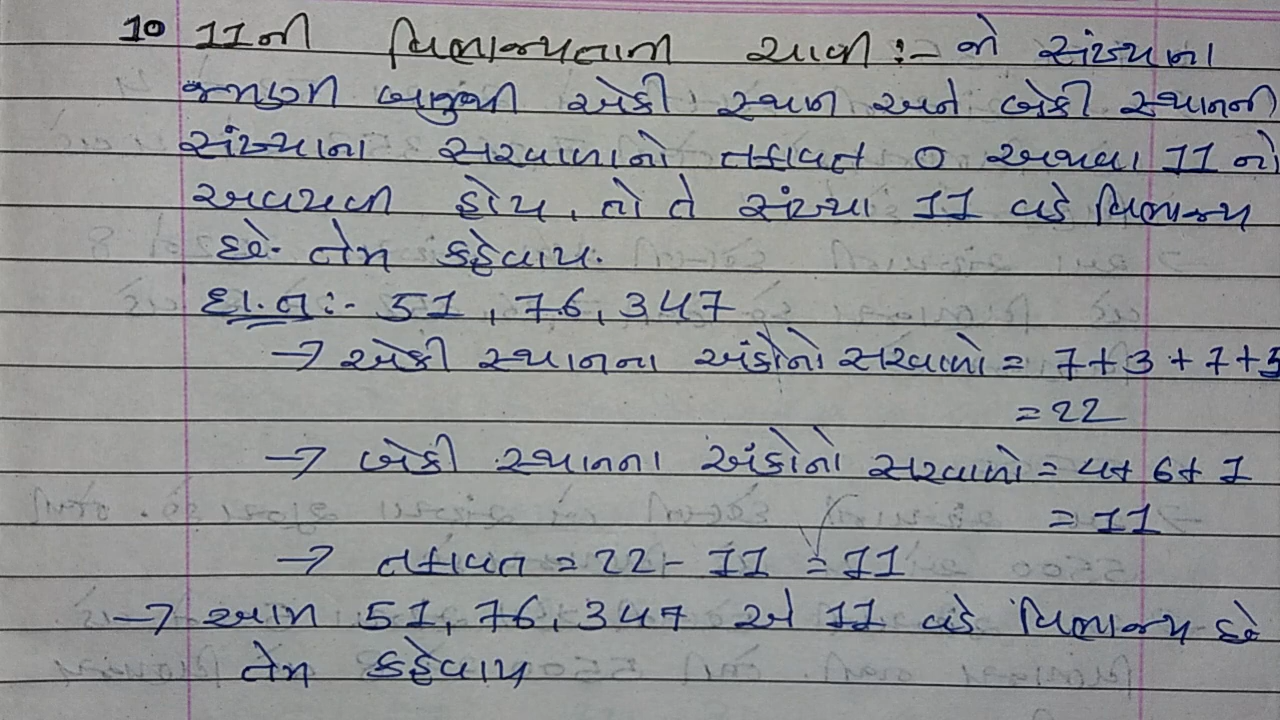 10 11ની વિભાજ્યતાની ચાવી :- જો સંખ્યાના
જમણી બાજુથી એકી સ્થાન અને બેકી સ્થાનની
સંખ્યાના સરવાળાનો તફાવત 0 અથવા 11નો
અવયવી હોય, તો તે સંખ્યા 11 વડે વિભાજ્ય
છે. તેમ કહેવાય.
દા.ત :- 51, 76, 347
→ એકી સ્થાનના અંકોનો સરવાળો = 7+3+7+5
= 22
→ બેકી સ્થાનના અંકોનો સરવાળો = 4+6+1
= 11
→ તફાવત = 22 - 11 = 11
→ આમ 51, 76, 347 એ 11 વડે વિભાજ્ય છે
તેમ કહેવાય